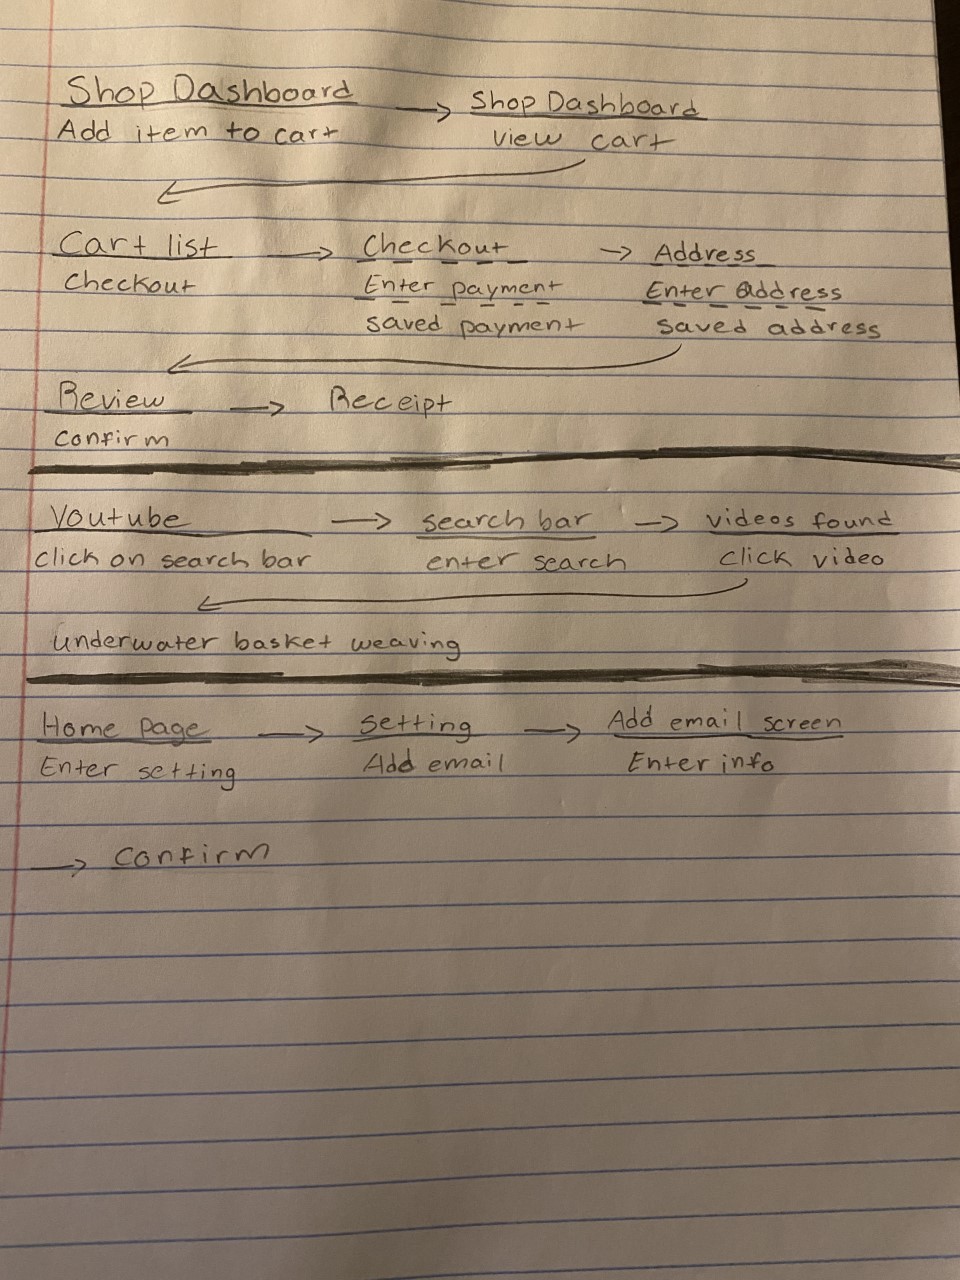 Shop Dashboard → Shop Dashboard
Add item to cart view cart
Cart list → Checkout → Address
Checkout Enter payment Enter address
saved payment saved address
Review → Receipt
confirm
Youtube → search bar → videos found
click on search bar enter search click video
underwater basket weaving
Home page → setting → Add email screen
Enter setting Add email Enter info
→ confirm